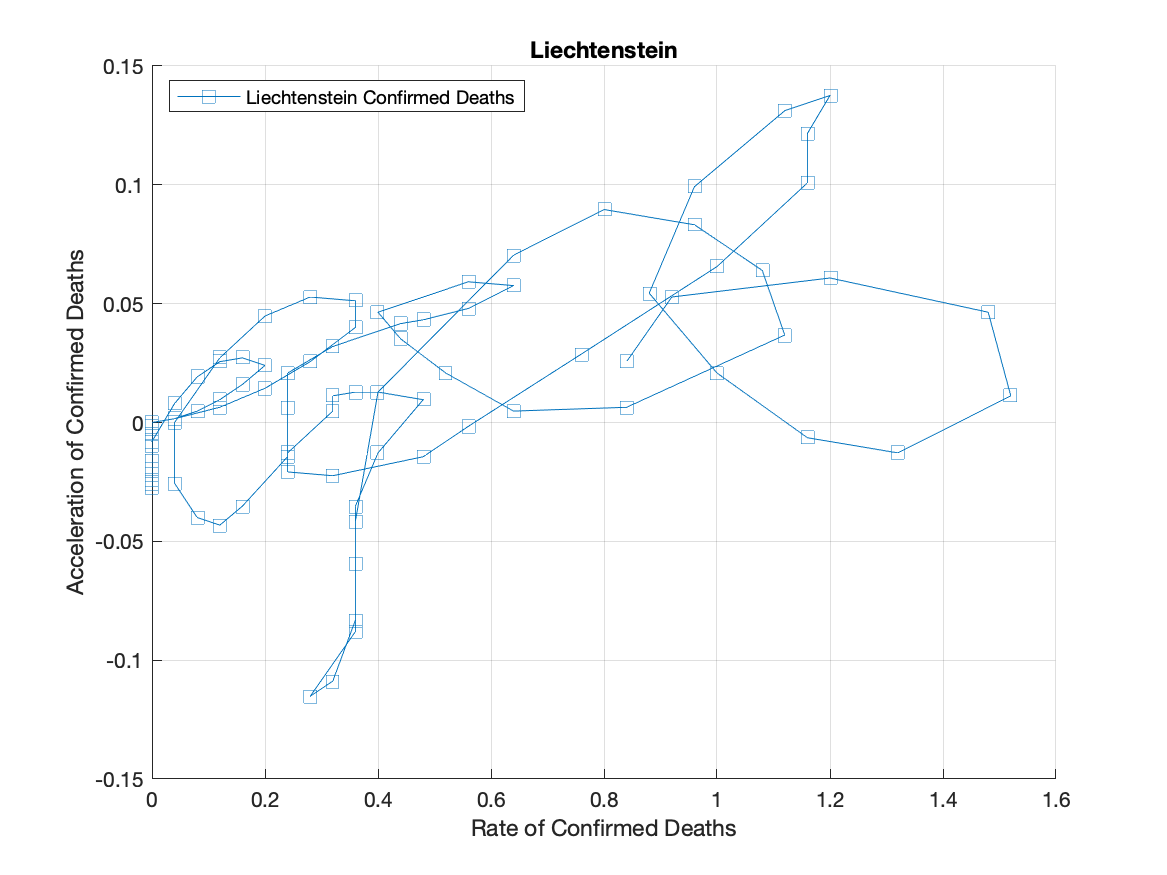 Liechtenstein
Liechtenstein Confirmed Deaths
0.15
0.1
0.05
0
-0.05
-0.1
-0.15
Acceleration of Confirmed Deaths
0 0.2 0.4 0.6 0.8 1 1.2 1.4 1.6
Rate of Confirmed Deaths